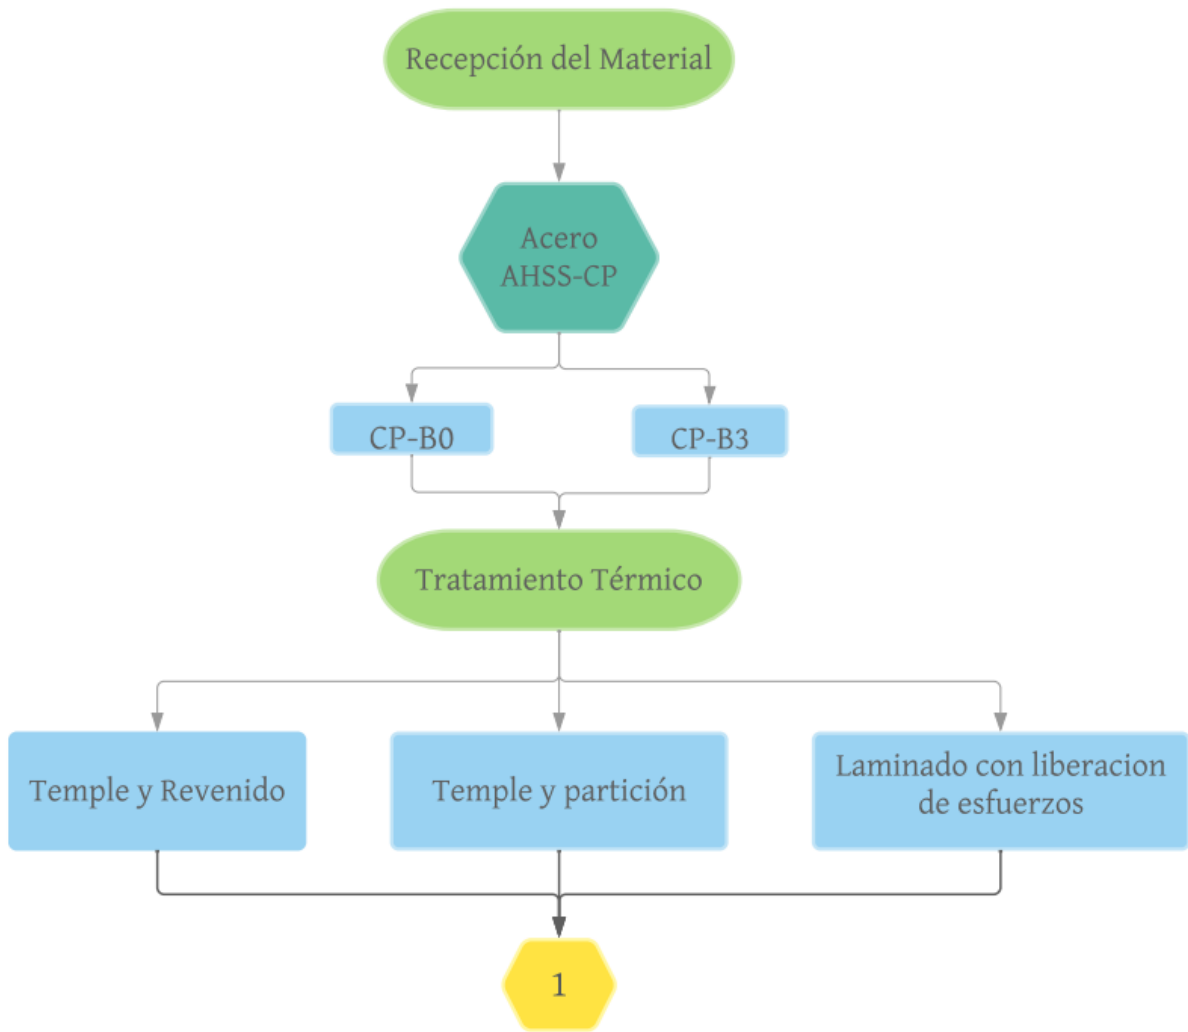 Recepción del Material
Acero
AHSS-CP
CP-B0
CP-B3
Tratamiento Térmico
Temple y Revenido
Temple y partición
Laminado con liberacion
de esfuerzos
1